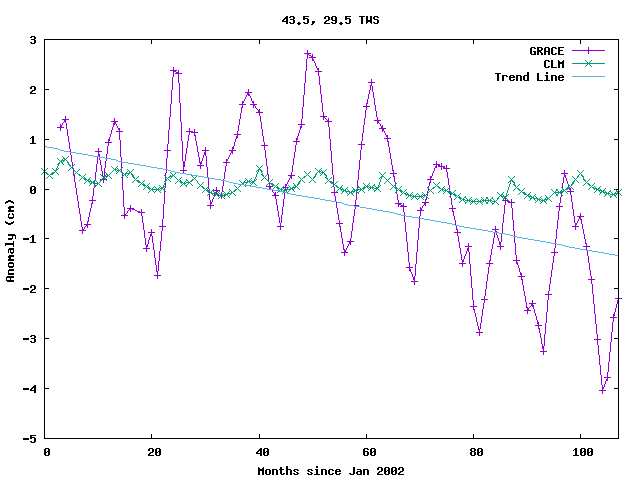 43.5, 29.5 TWS
GRACE
CLM
Trend Line
3
2
1
0
-1
-2
-3
-4
-5
Anomaly (cm)
0 20 40 60 80 100
Months since Jan 2002